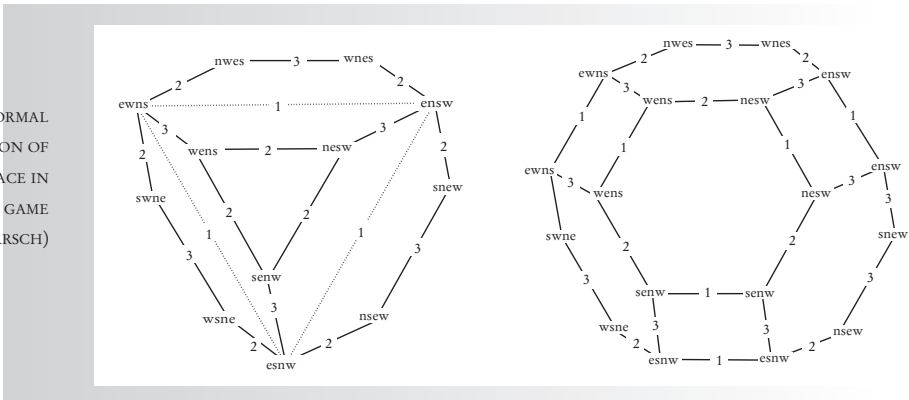 ORMAL
ON OF
ACE IN
GAME
ARSCH)
nwes 3 wnes
2 2
ewns 1 ensw
3 3
2 wens 2 nesw 2
swne snew
2 2
1 1
3 3
senw
3
wsne nsew
2 2
esnw
nwes 3 wnes
2 2
ewns ensw
3 3
wens 2 nesw
1 1
1 1
ewns ensw
3 3
wens nesw 3
swne snew
2 2
3 3
senw 1 senw
wsne 3 3 nsew
2 2
esnw 1 esnw